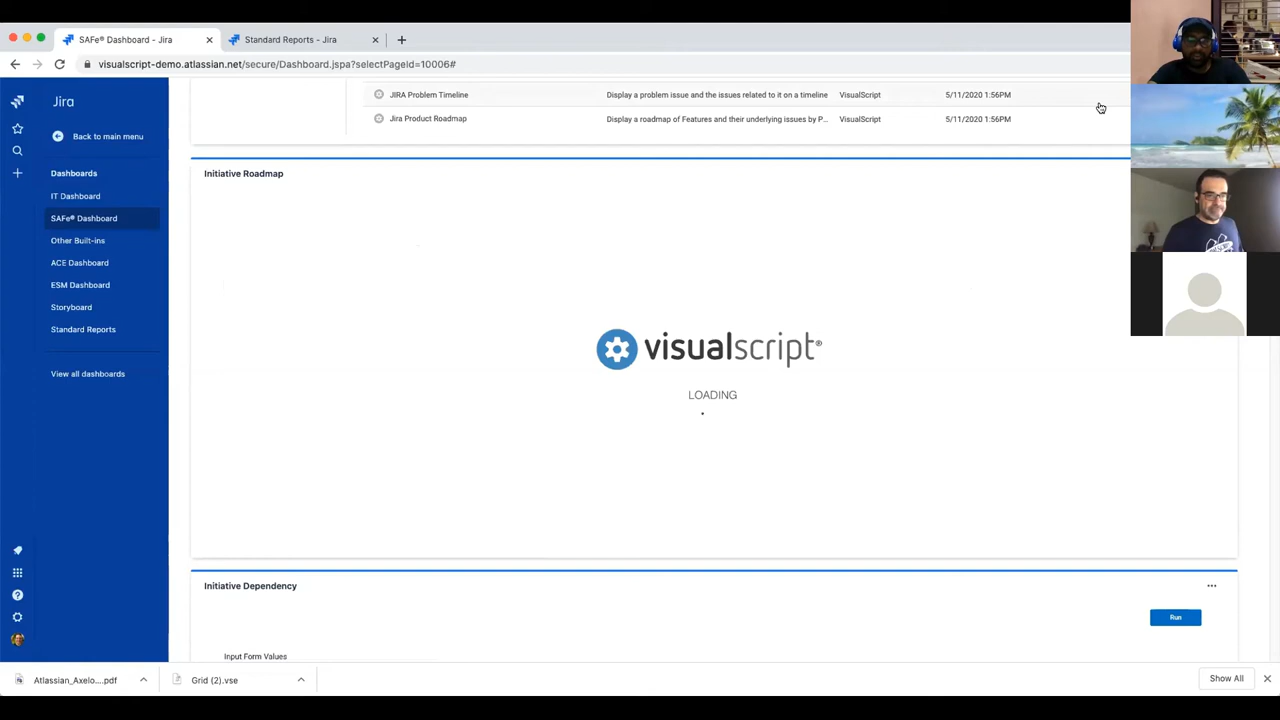 SAFe® Dashboard - Jira
Standard Reports - Jira
visualscript-demo.atlassian.net/secure/Dashboard.jspa?selectPageId=10006#
Jira
Back to main menu
Dashboards
IT Dashboard
SAFe® Dashboard
Other Built-ins
ACE Dashboard
ESM Dashboard
Storyboard
Standard Reports
View all dashboards
JIRA Problem Timeline Display a problem issue and the issues related to it on a timeline VisualScript 5/11/2020 1:56PM
Jira Product Roadmap Display a roadmap of Features and their underlying issues by P... VisualScript 5/11/2020 1:56PM
Initiative Roadmap
visualscript®
LOADING
Initiative Dependency
Run
Input Form Values
Atlassian_Axelo....pdf
Grid (2).vse
Show All